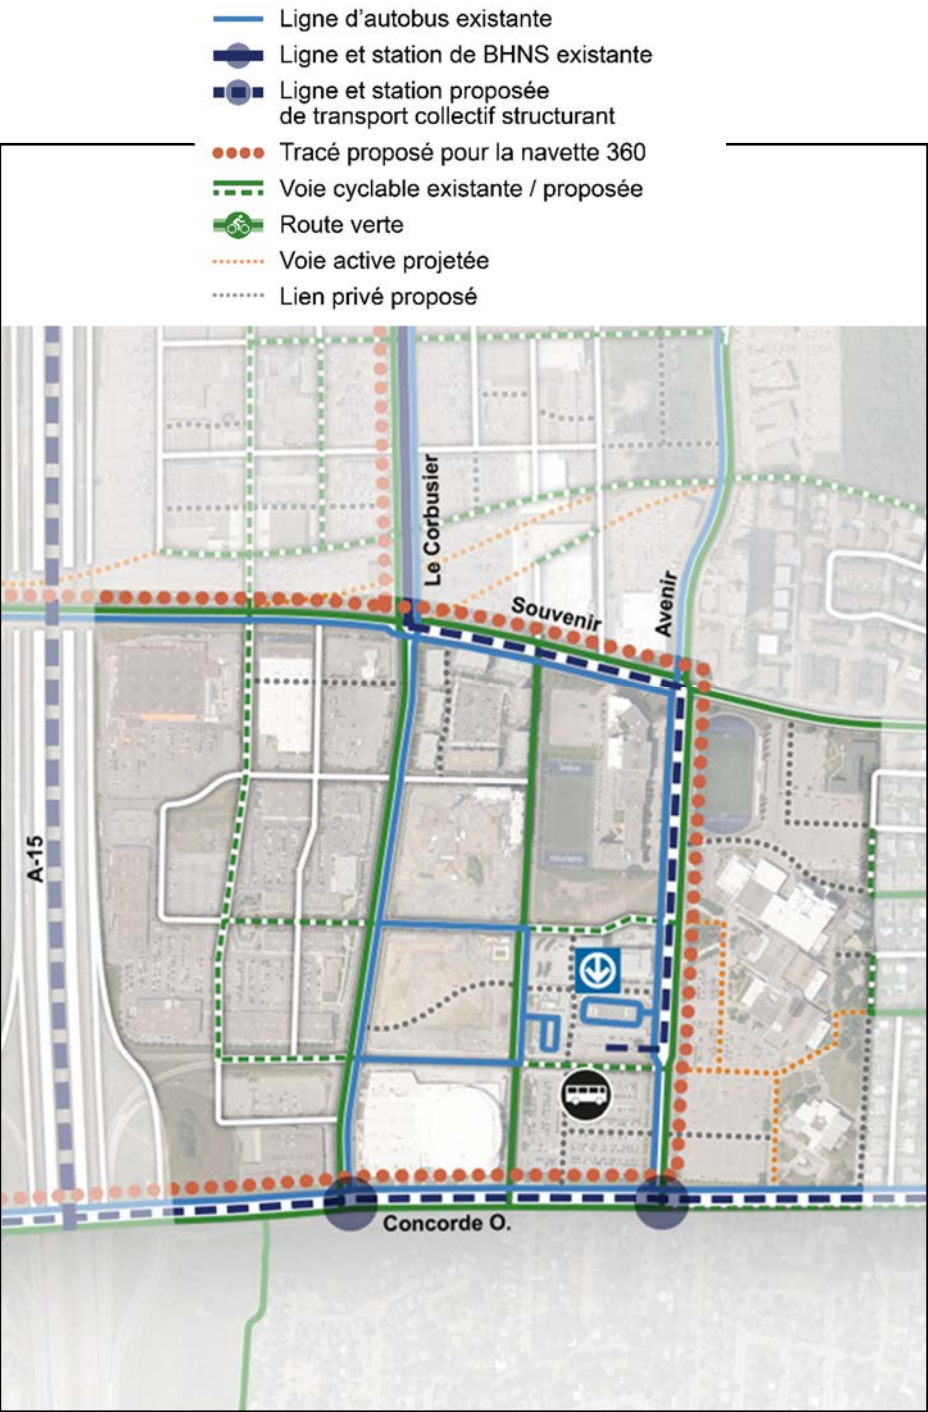 Ligne d'autobus existante
Ligne et station de BHNS existante
Ligne et station proposée
de transport collectif structurant
Tracé proposé pour la navette 360
Voie cyclable existante / proposée
Route verte
Voie active projetée
Lien privé proposé
Le Corbusier
Souvenir
Avenir
A-15
Concorde O.